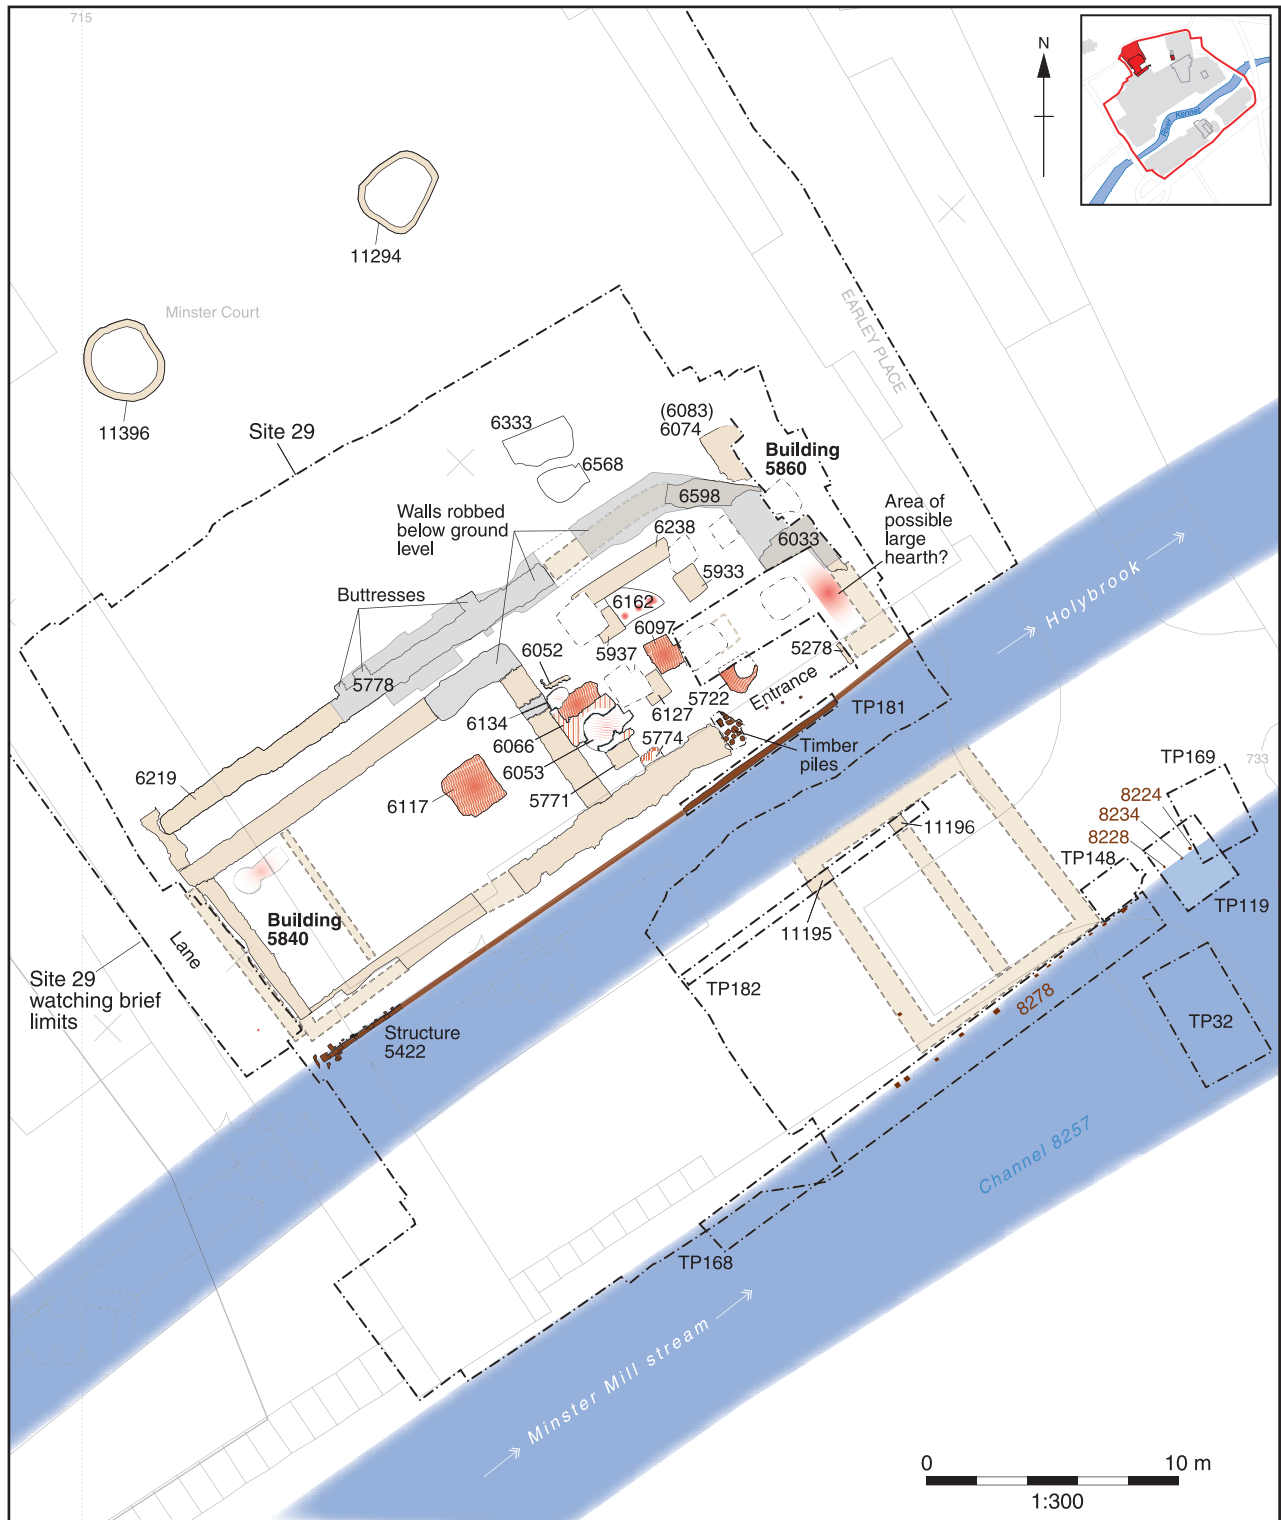 715
N
River Kennet
11294
Minster Court
11396
Site 29
EARLEY PLACE
6333
6568
(6083)
6074
Building
5860
Walls robbed
below ground
level
6598
6238
6033
Area of
possible
large
hearth?
5933
Buttresses
6162
6097
5937
6052
5278
Holybrook
5778
5722
Entrance
6134
6127
TP181
6066
5774
Timber
piles
6053
6219
6117
5771
TP169
733
8224
8234
8228
11196
TP148
TP119
11195
Building
5840
Lane
Site 29
watching brief
limits
TP182
8278
TP32
Structure
5422
Channel 8257
TP168
Minster Mill stream
0 10 m
1:300